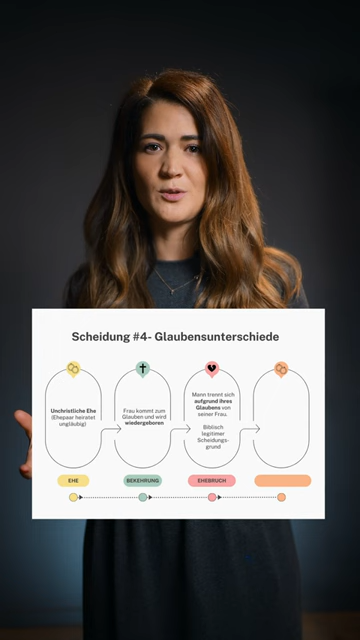 Scheidung #4- Glaubensunterschiede
Unchristliche Ehe
(Ehepaar heiratet
ungläubig)
Frau kommt zum
Glauben und wird
wiedergeboren
Mann trennt sich
aufgrund ihres
Glaubens von
seiner Frau.
Biblisch
legitimer
Scheidungs-
grund
EHE
BEKEHRUNG
EHEBRUCH